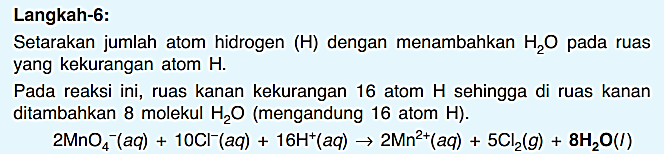 Langkah-6:
Setarakan jumlah atom hidrogen (H) dengan menambahkan H₂O pada ruas
yang kekurangan atom H.
Pada reaksi ini, ruas kanan kekurangan 16 atom H sehingga di ruas kanan
ditambahkan 8 molekul H₂O (mengandung 16 atom H).
2MnO₄⁻(aq) + 10Cl⁻(aq) + 16H⁺(aq) → 2Mn²⁺(aq) + 5Cl₂(g) + 8H₂O(l)